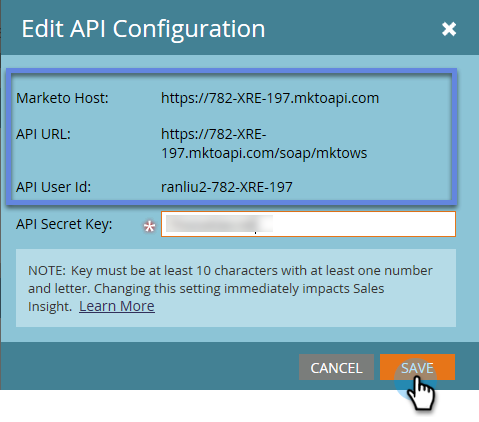 Edit API Configuration
Marketo Host: https://782-XRE-197.mktoapi.com
API URL: https://782-XRE-
197.mktoapi.com/soap/mktows
API User Id: ranliu2-782-XRE-197
API Secret Key: *
NOTE: Key must be at least 10 characters with at least one number
and letter. Changing this setting immediately impacts Sales
Insight. Learn More
CANCEL SAVE